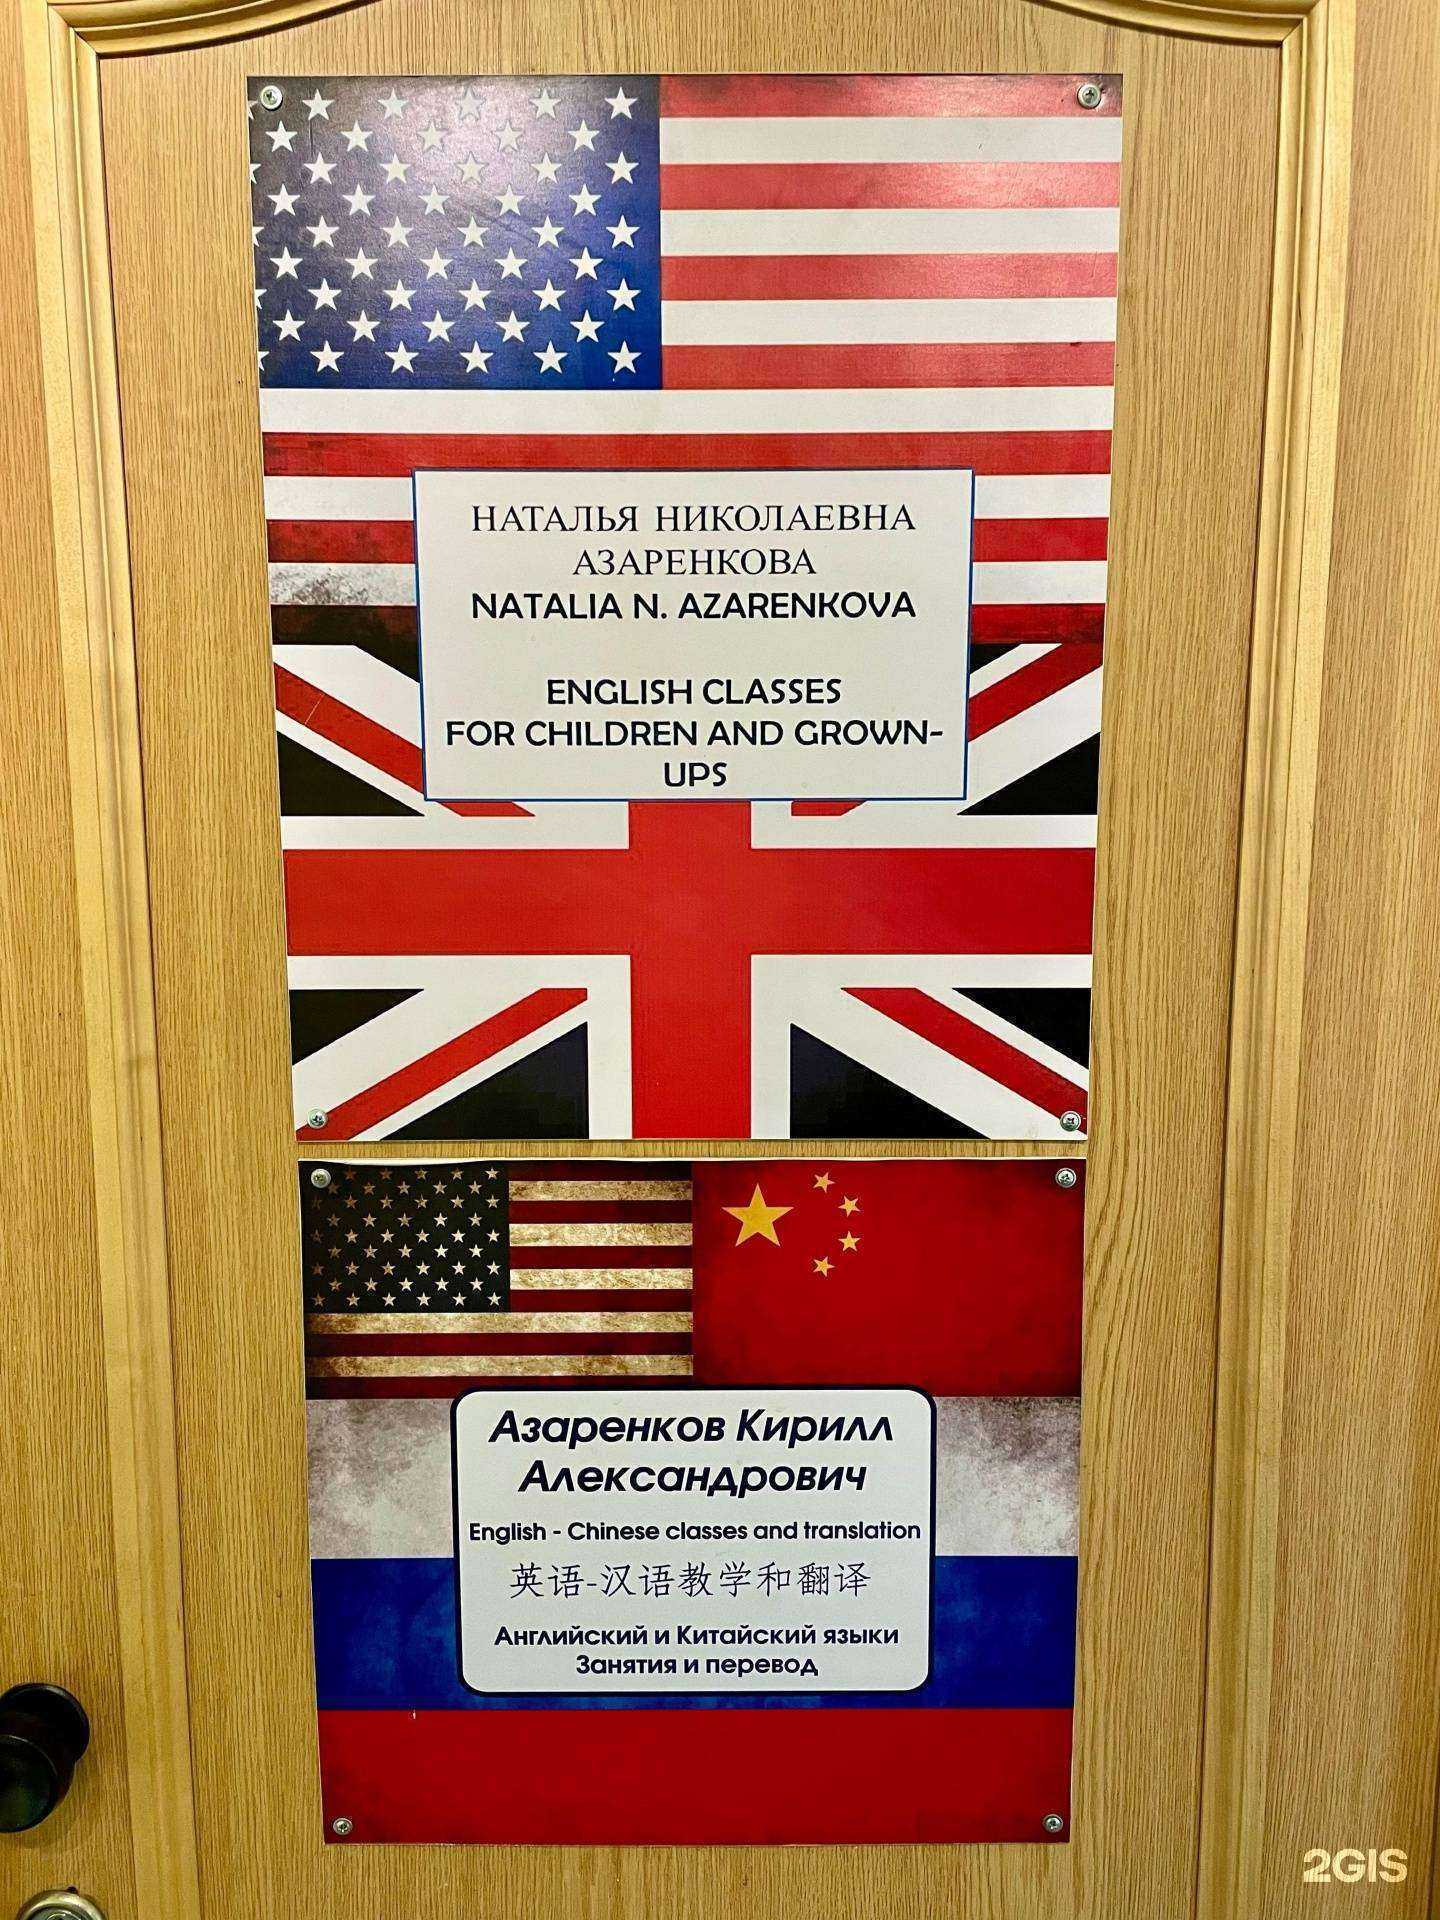 НАТАЛЬЯ НИКОЛАЕВНА
АЗАРЕНКОВА
NATALIA N. AZARENKOVA
ENGLISH CLASSES
FOR CHILDREN AND GROWN-
UPS
Азаренков Кирилл
Александрович
English - Chinese classes and translation
英语-汉语教学和翻译
Английский и Китайский языки
Занятия и перевод
2GIS